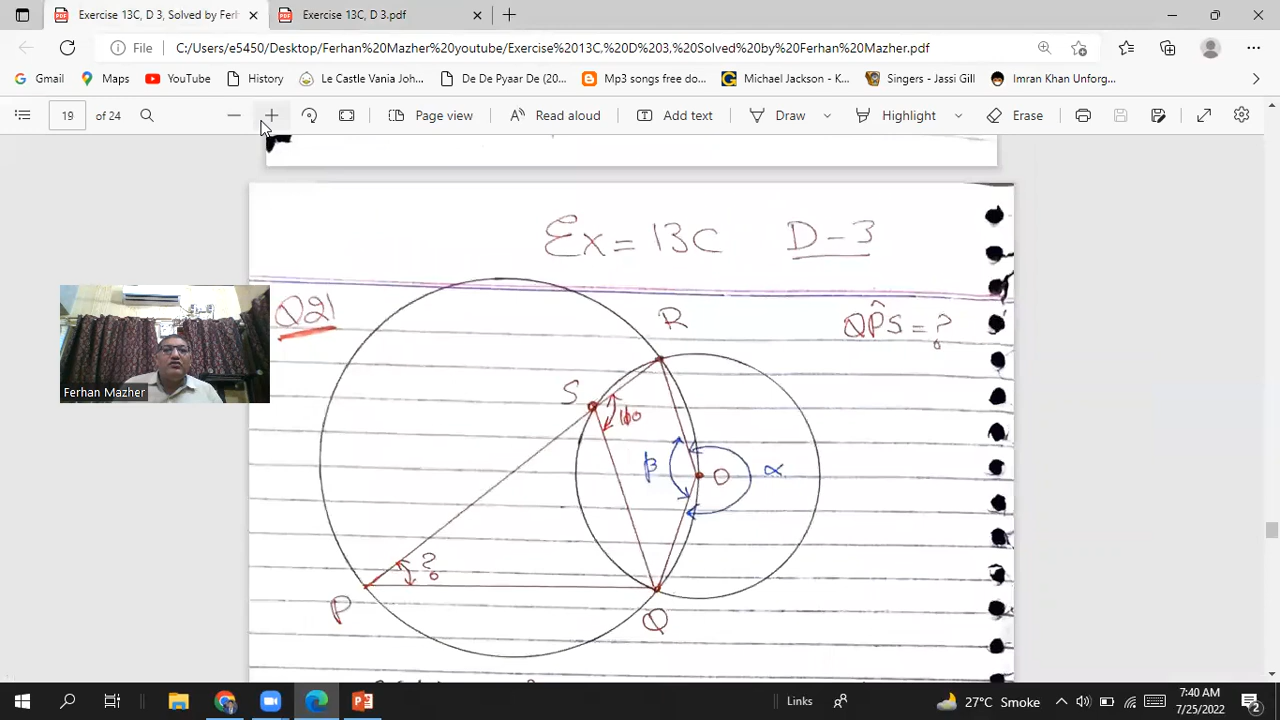 Exercise 13C, D 3, Solved by Ferh
Exercise 13C, D 3.pdf
File
C:/Users/e5450/Desktop/Ferhan%20Mazher%20youtube/Exercise%2013C,%20D%203,%20Solved%20by%20Ferhan%20Mazher.pdf
Gmail
Maps
YouTube
History
Le Castle Vania Joh...
De De Pyaar De (20...
Mp3 songs free do...
Michael Jackson - K...
Singers - Jassi Gill
Imran Khan Unforg...
19 of 24
Page view
Read aloud
Add text
Draw
Highlight
Erase
Ex = 13C D-3
Q21
R
QP̂S = ?
S
β
O
α
?
P
Q
Ferhan Mazher
Links
27°C Smoke
7:40 AM
7/25/2022
2